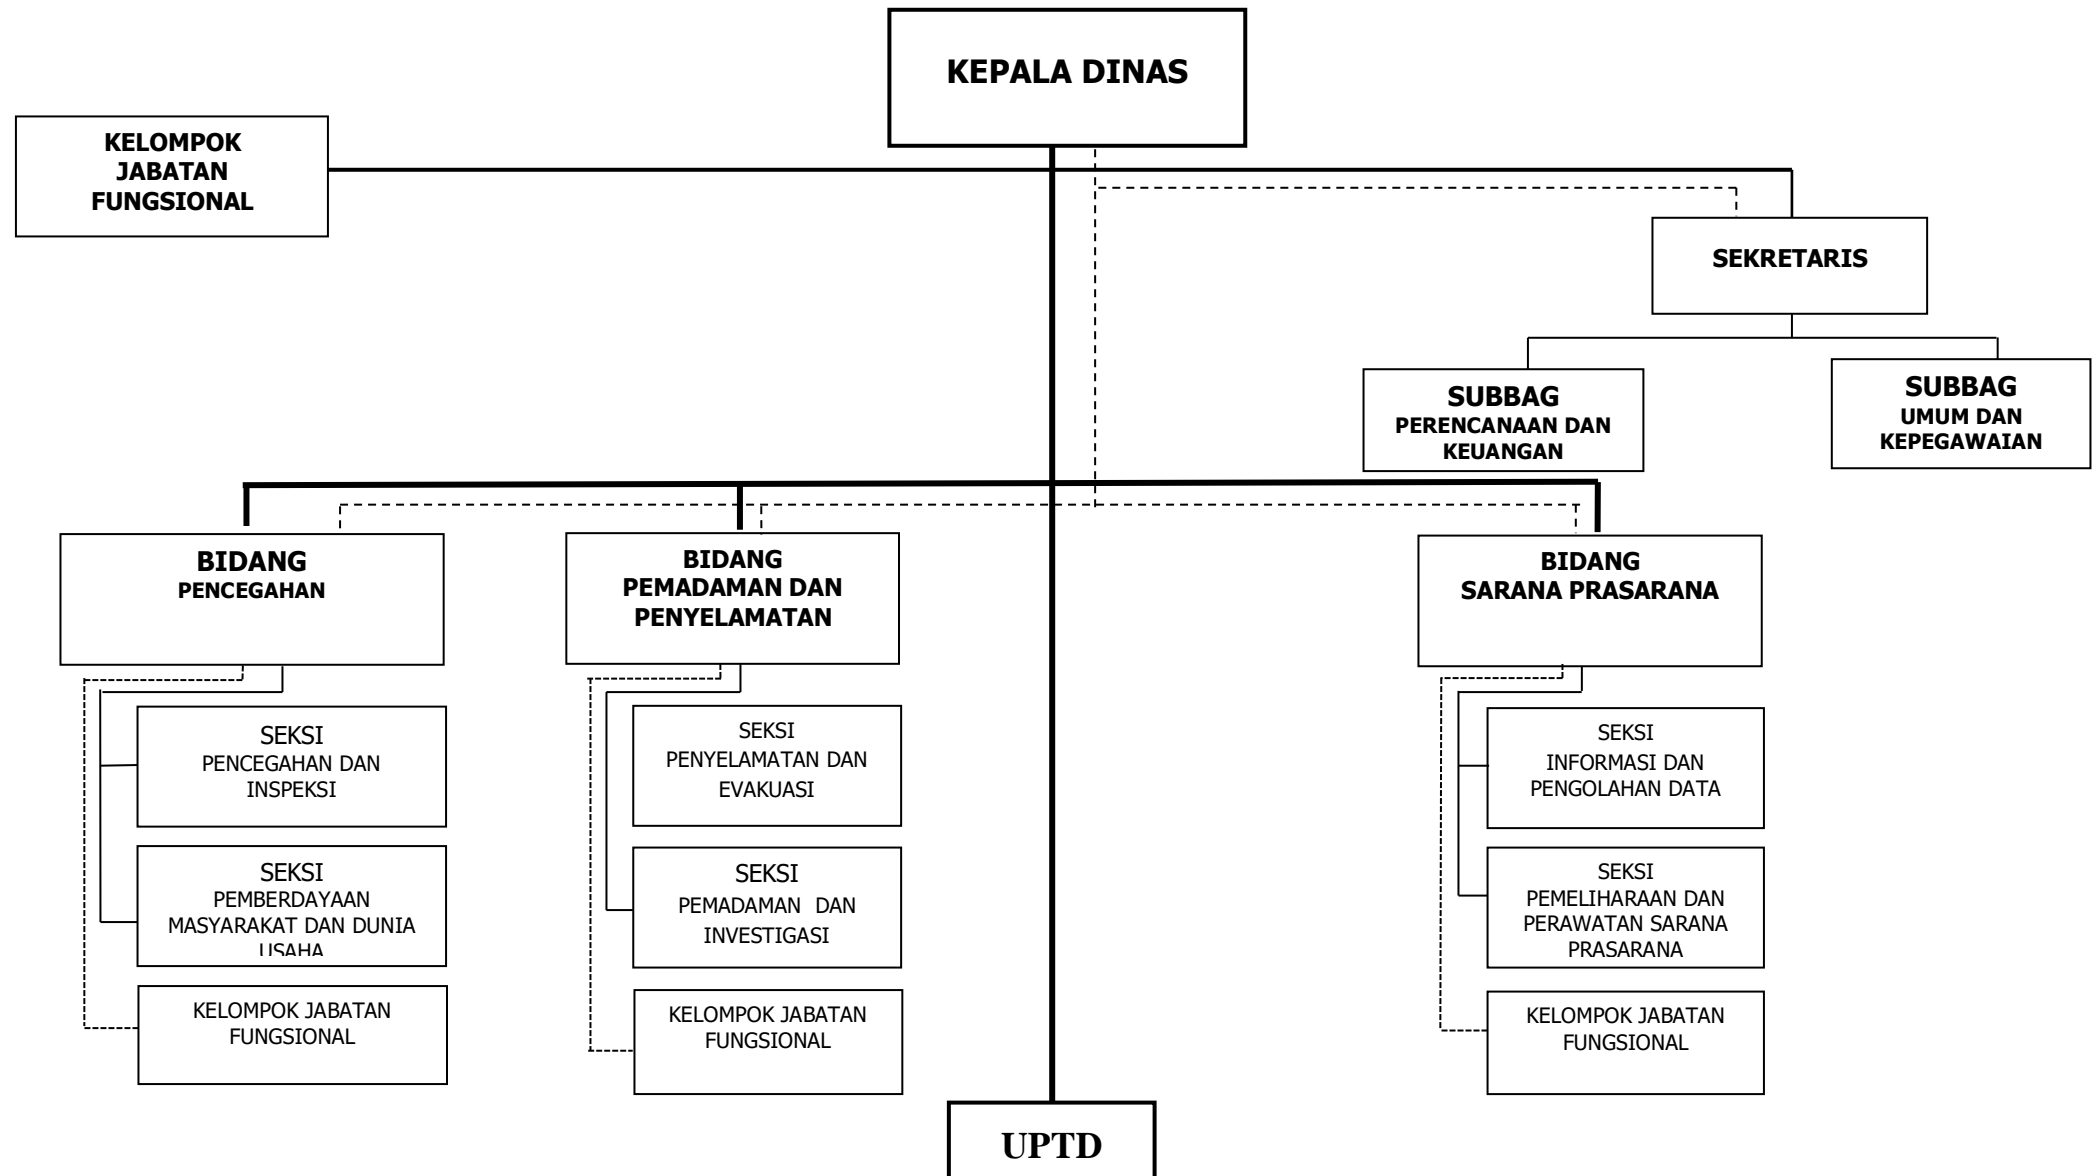 KEPALA DINAS
KELOMPOK
JABATAN
FUNGSIONAL
SEKRETARIS
SUBBAG
PERENCANAAN DAN
KEUANGAN
SUBBAG
UMUM DAN
KEPEGAWAIAN
BIDANG
PENCEGAHAN
BIDANG
PEMADAMAN DAN
PENYELAMATAN
BIDANG
SARANA PRASARANA
SEKSI
PENCEGAHAN DAN
INSPEKSI
SEKSI
PEMBERDAYAAN
MASYARAKAT DAN DUNIA
USAHA
KELOMPOK JABATAN
FUNGSIONAL
SEKSI
PENYELAMATAN DAN
EVAKUASI
SEKSI
PEMADAMAN DAN
INVESTIGASI
KELOMPOK JABATAN
FUNGSIONAL
SEKSI
INFORMASI DAN
PENGOLAHAN DATA
SEKSI
PEMELIHARAAN DAN
PERAWATAN SARANA
PRASARANA
KELOMPOK JABATAN
FUNGSIONAL
UPTD